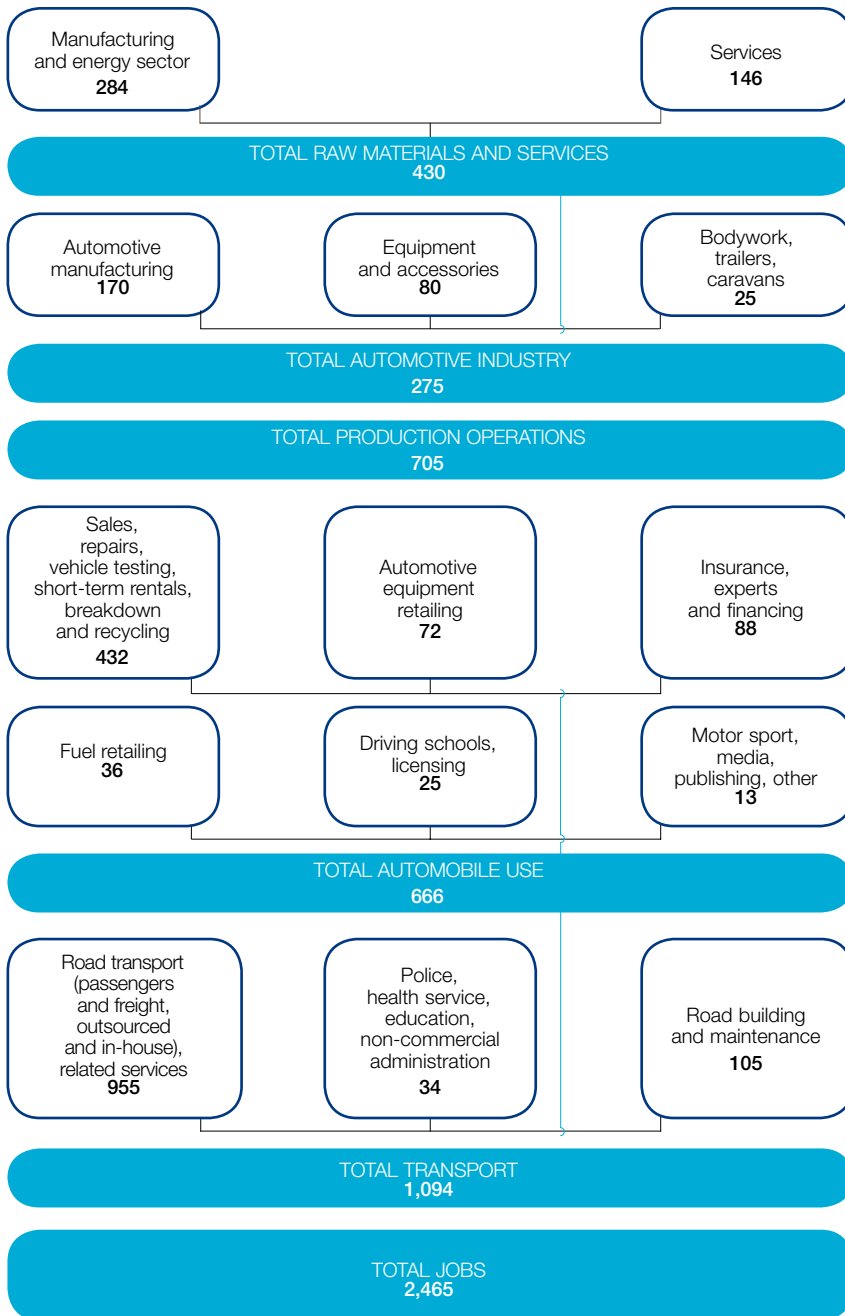 Manufacturing
and energy sector
284
Services
146
TOTAL RAW MATERIALS AND SERVICES
430
Automotive
manufacturing
170
Equipment
and accessories
80
Bodywork,
trailers,
caravans
25
TOTAL AUTOMOTIVE INDUSTRY
275
TOTAL PRODUCTION OPERATIONS
705
Sales,
repairs,
vehicle testing,
short-term rentals,
breakdown
and recycling
432
Automotive
equipment
retailing
72
Insurance,
experts
and financing
88
Fuel retailing
36
Driving schools,
licensing
25
Motor sport,
media,
publishing, other
13
TOTAL AUTOMOBILE USE
666
Road transport
(passengers
and freight,
outsourced
and in-house),
related services
955
Police,
health service,
education,
non-commercial
administration
34
Road building
and maintenance
105
TOTAL TRANSPORT
1,094
TOTAL JOBS
2,465